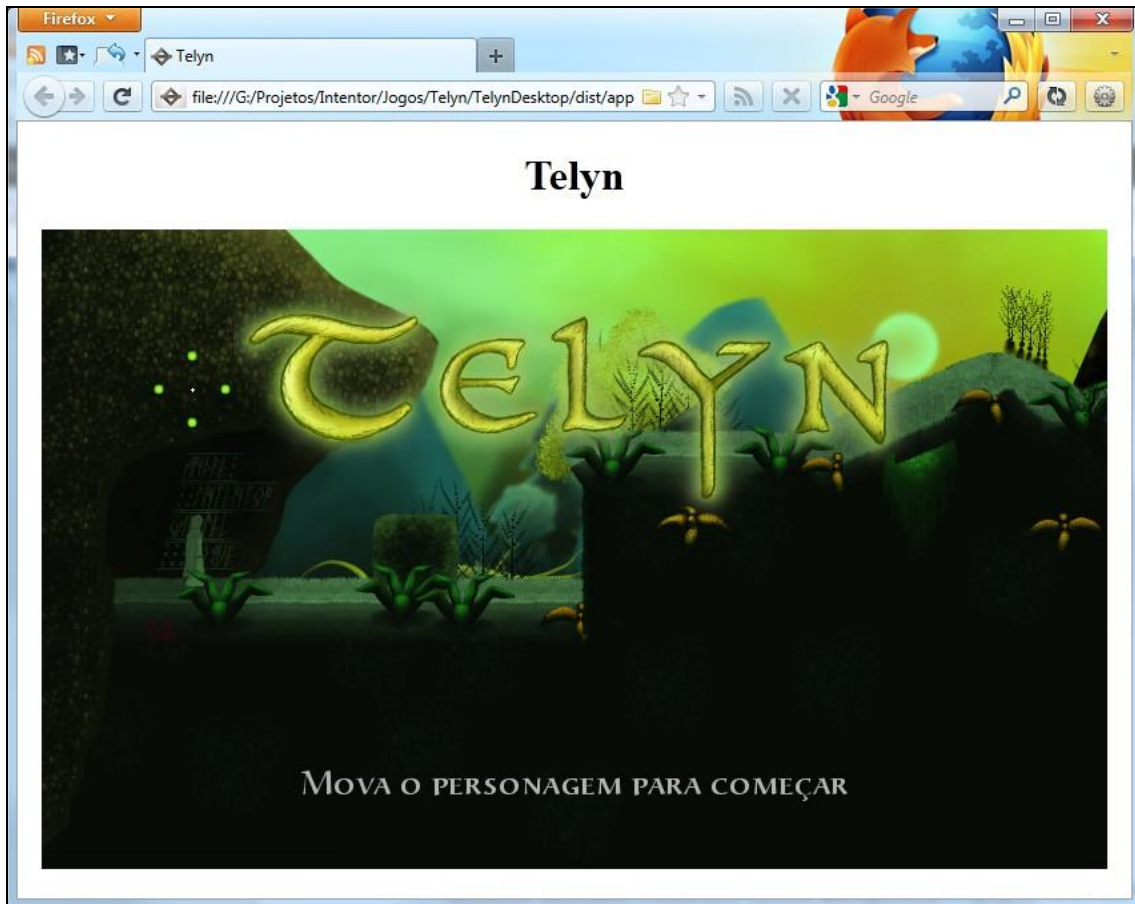 Firefox
Telyn
file:///G:/Projetos/Intentor/Jogos/Telyn/TelynDesktop/dist/app
Google
Telyn
TELYN
MOVA O PERSONAGEM PARA COMEÇAR